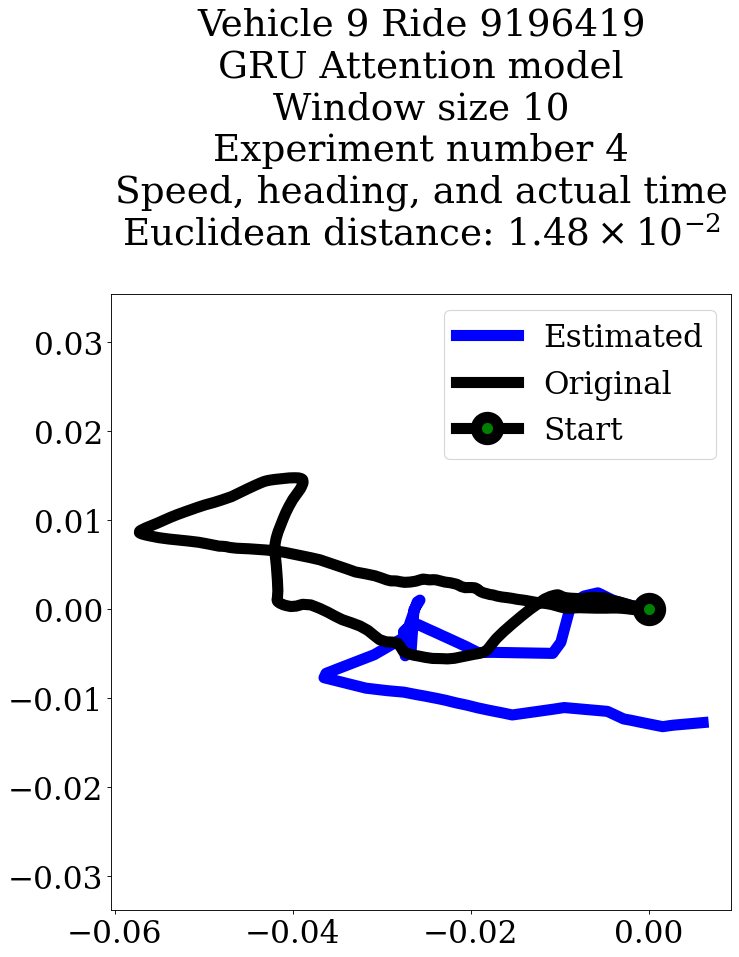 Vehicle 9 Ride 9196419
GRU Attention model
Window size 10
Experiment number 4
Speed, heading, and actual time
Euclidean distance: 1.48 × 10⁻²
Estimated
Original
Start
0.03
0.02
0.01
0.00
−0.01
−0.02
−0.03
−0.06 −0.04 −0.02 0.00